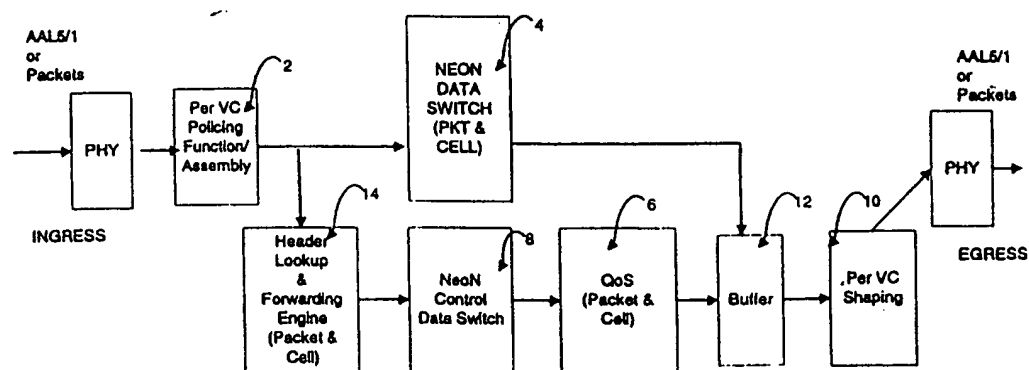 AAL5/1
or
Packets
PHY
INGRESS
2
Per VC
Policing
Function/
Assembly
4
NEON
DATA
SWITCH
(PKT &
CELL)
14
Header
Lookup
&
Forwarding
Engine
(Packet &
Cell)
8
NeoN
Control
Data Switch
6
QoS
(Packet &
Cell)
12
Buffer
10
Per VC
Shaping
AAL5/1
or
Packets
PHY
EGRESS